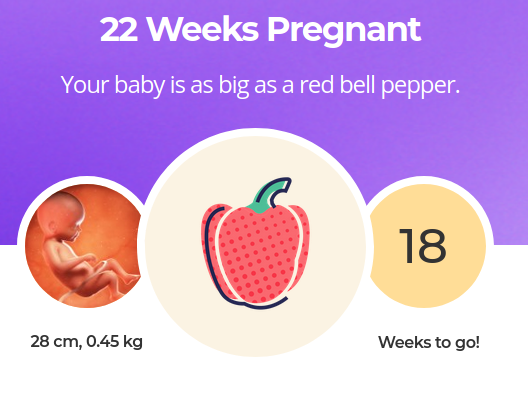 22 Weeks Pregnant
Your baby is as big as a red bell pepper.
18
28 cm, 0.45 kg
Weeks to go!